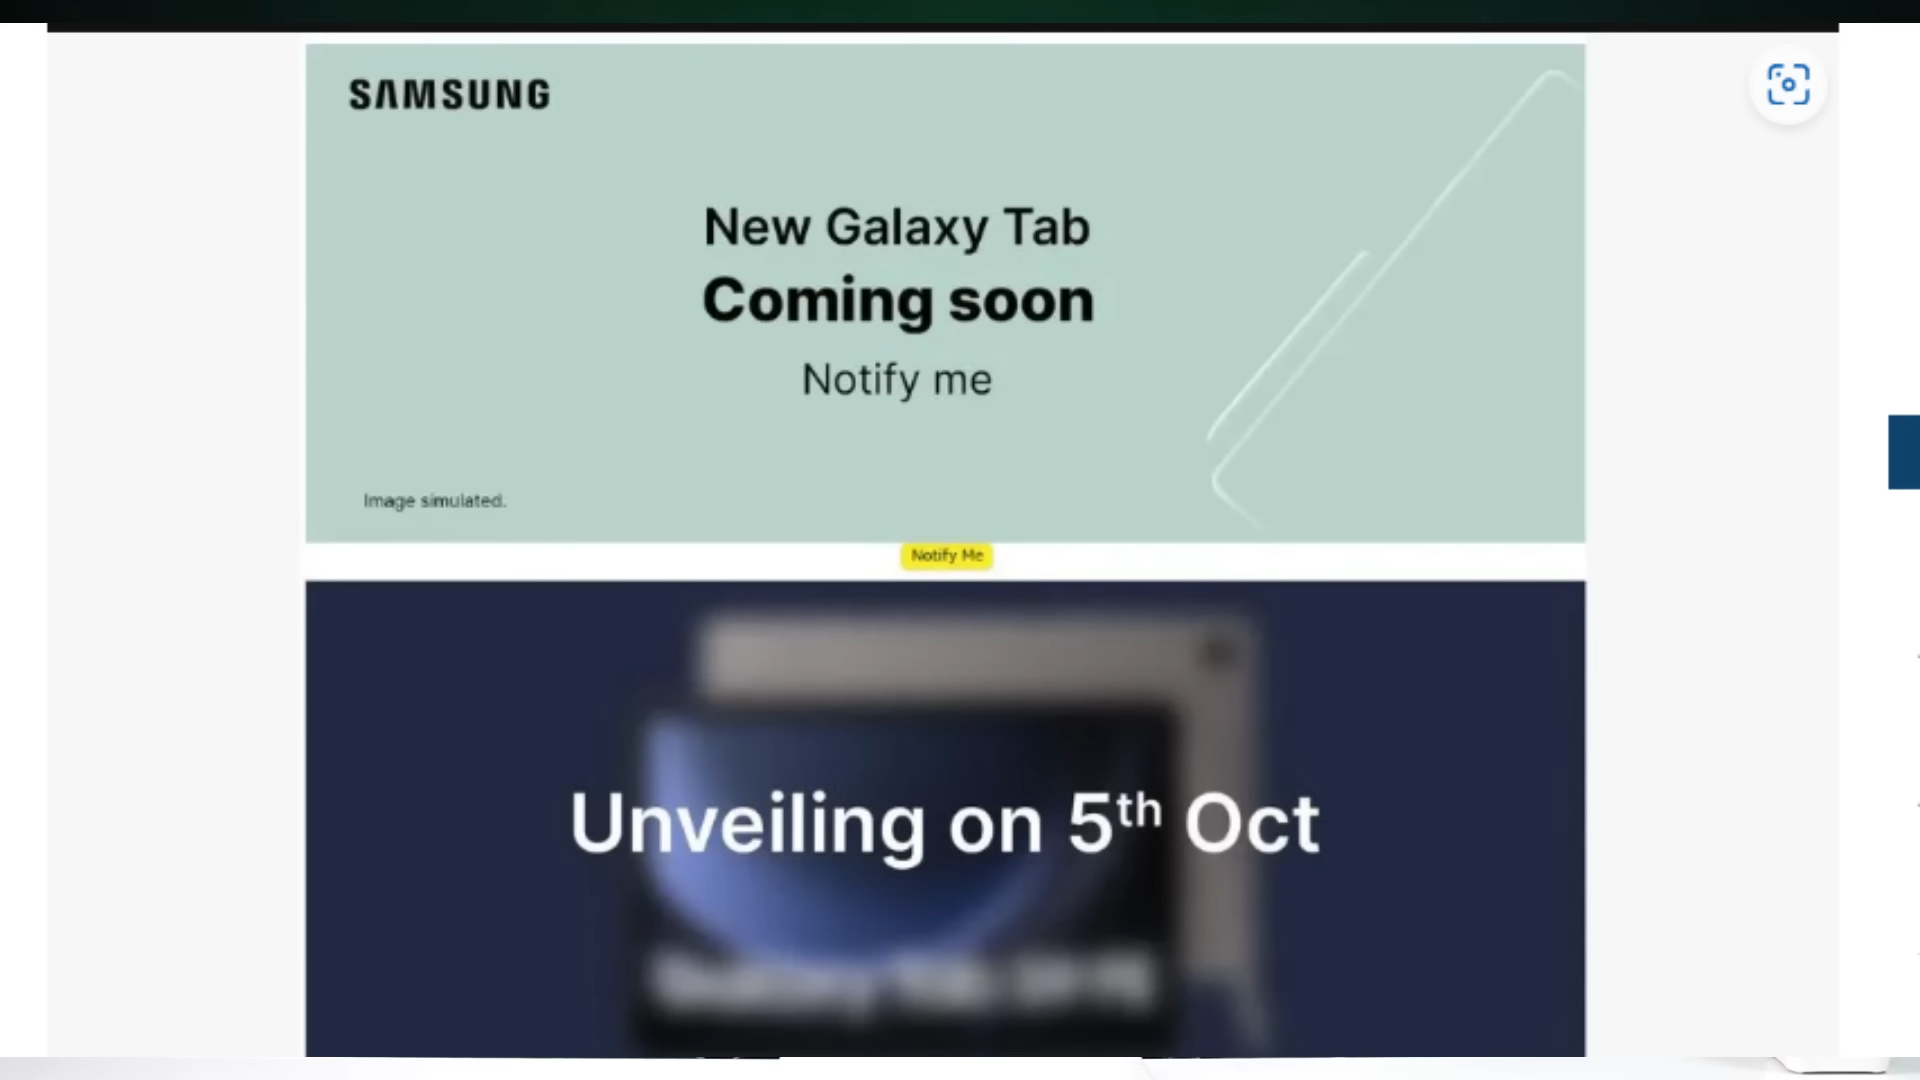 SAMSUNG
New Galaxy Tab
Coming soon
Notify me
Image simulated.
Notify Me
Unveiling on 5th Oct